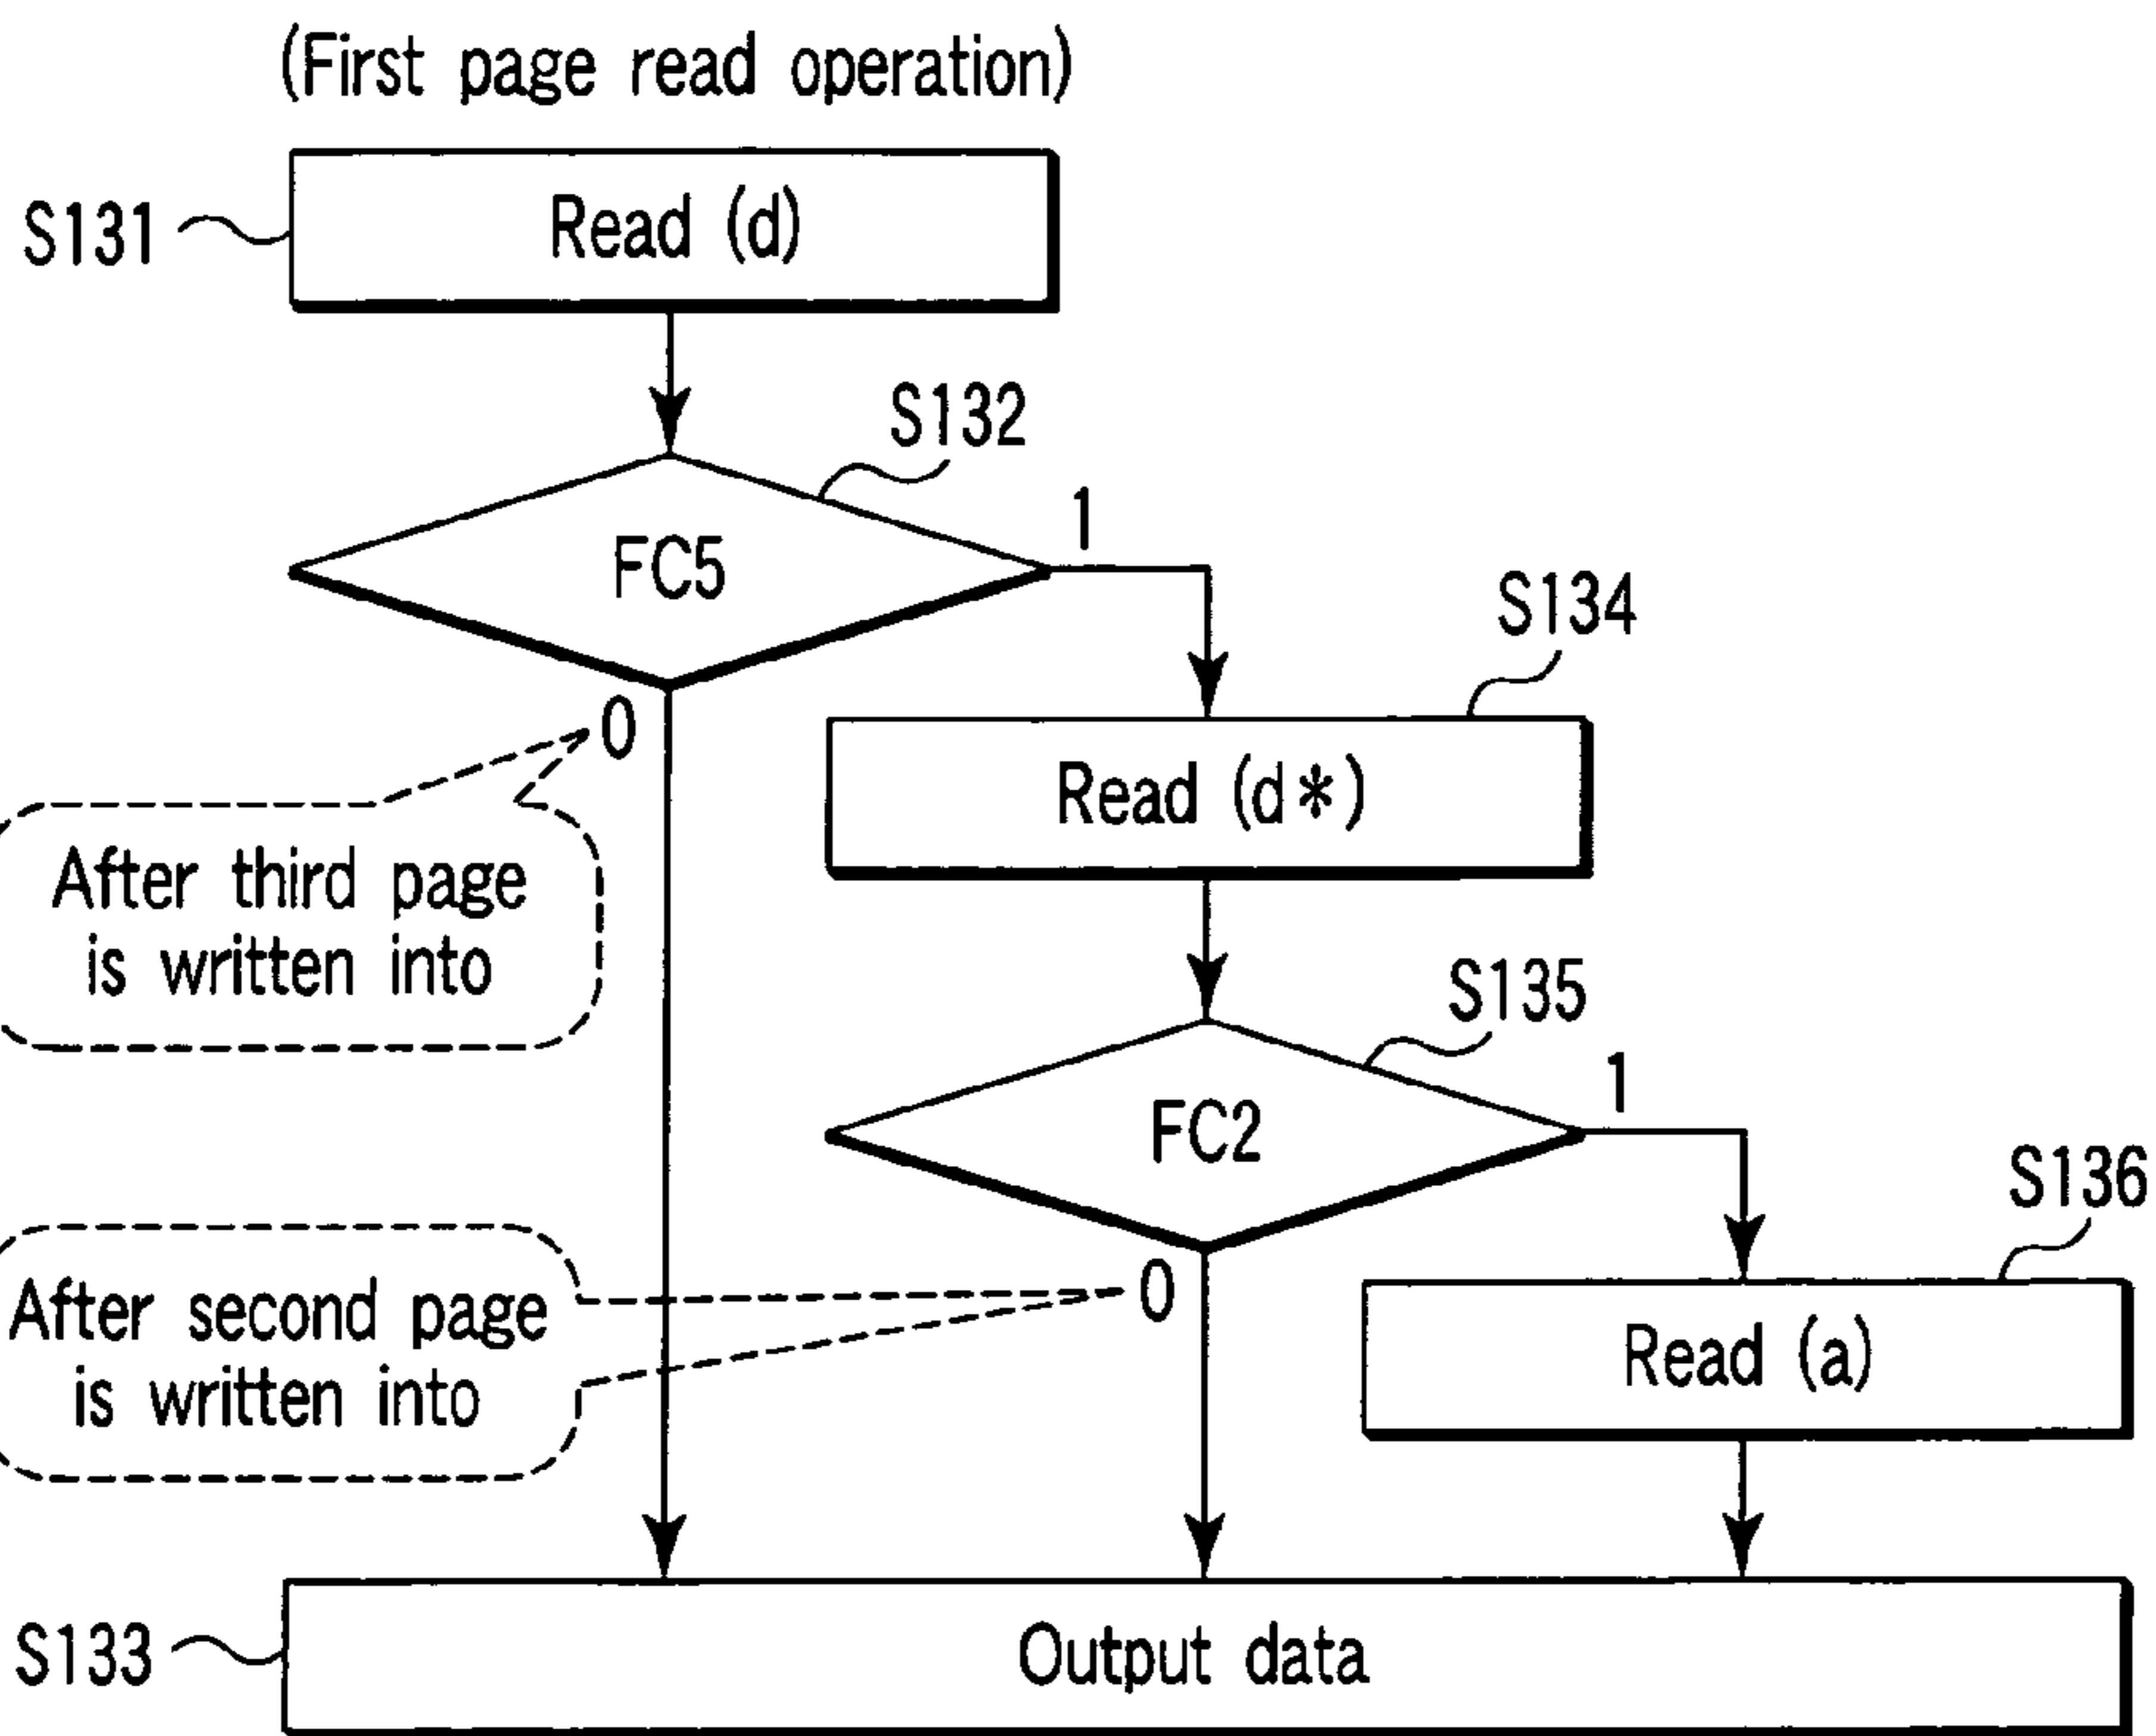 (First page read operation)
S131
Read (d)
S132
FC5
1
0
S134
Read (d*)
After third page
is written into
S135
FC2
1
0
S136
Read (a)
After second page
is written into
S133
Output data